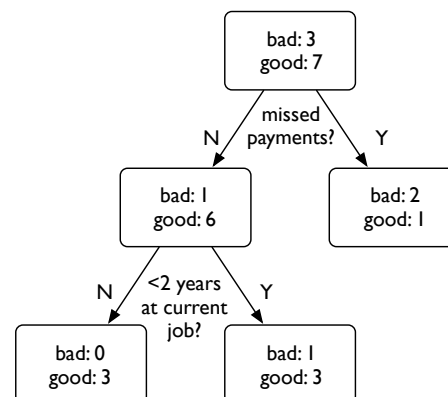 bad: 3
good: 7
missed
payments?
N
Y
bad: 1
good: 6
bad: 2
good: 1
N
<2 years
at current
job?
Y
bad: 0
good: 3
bad: 1
good: 3